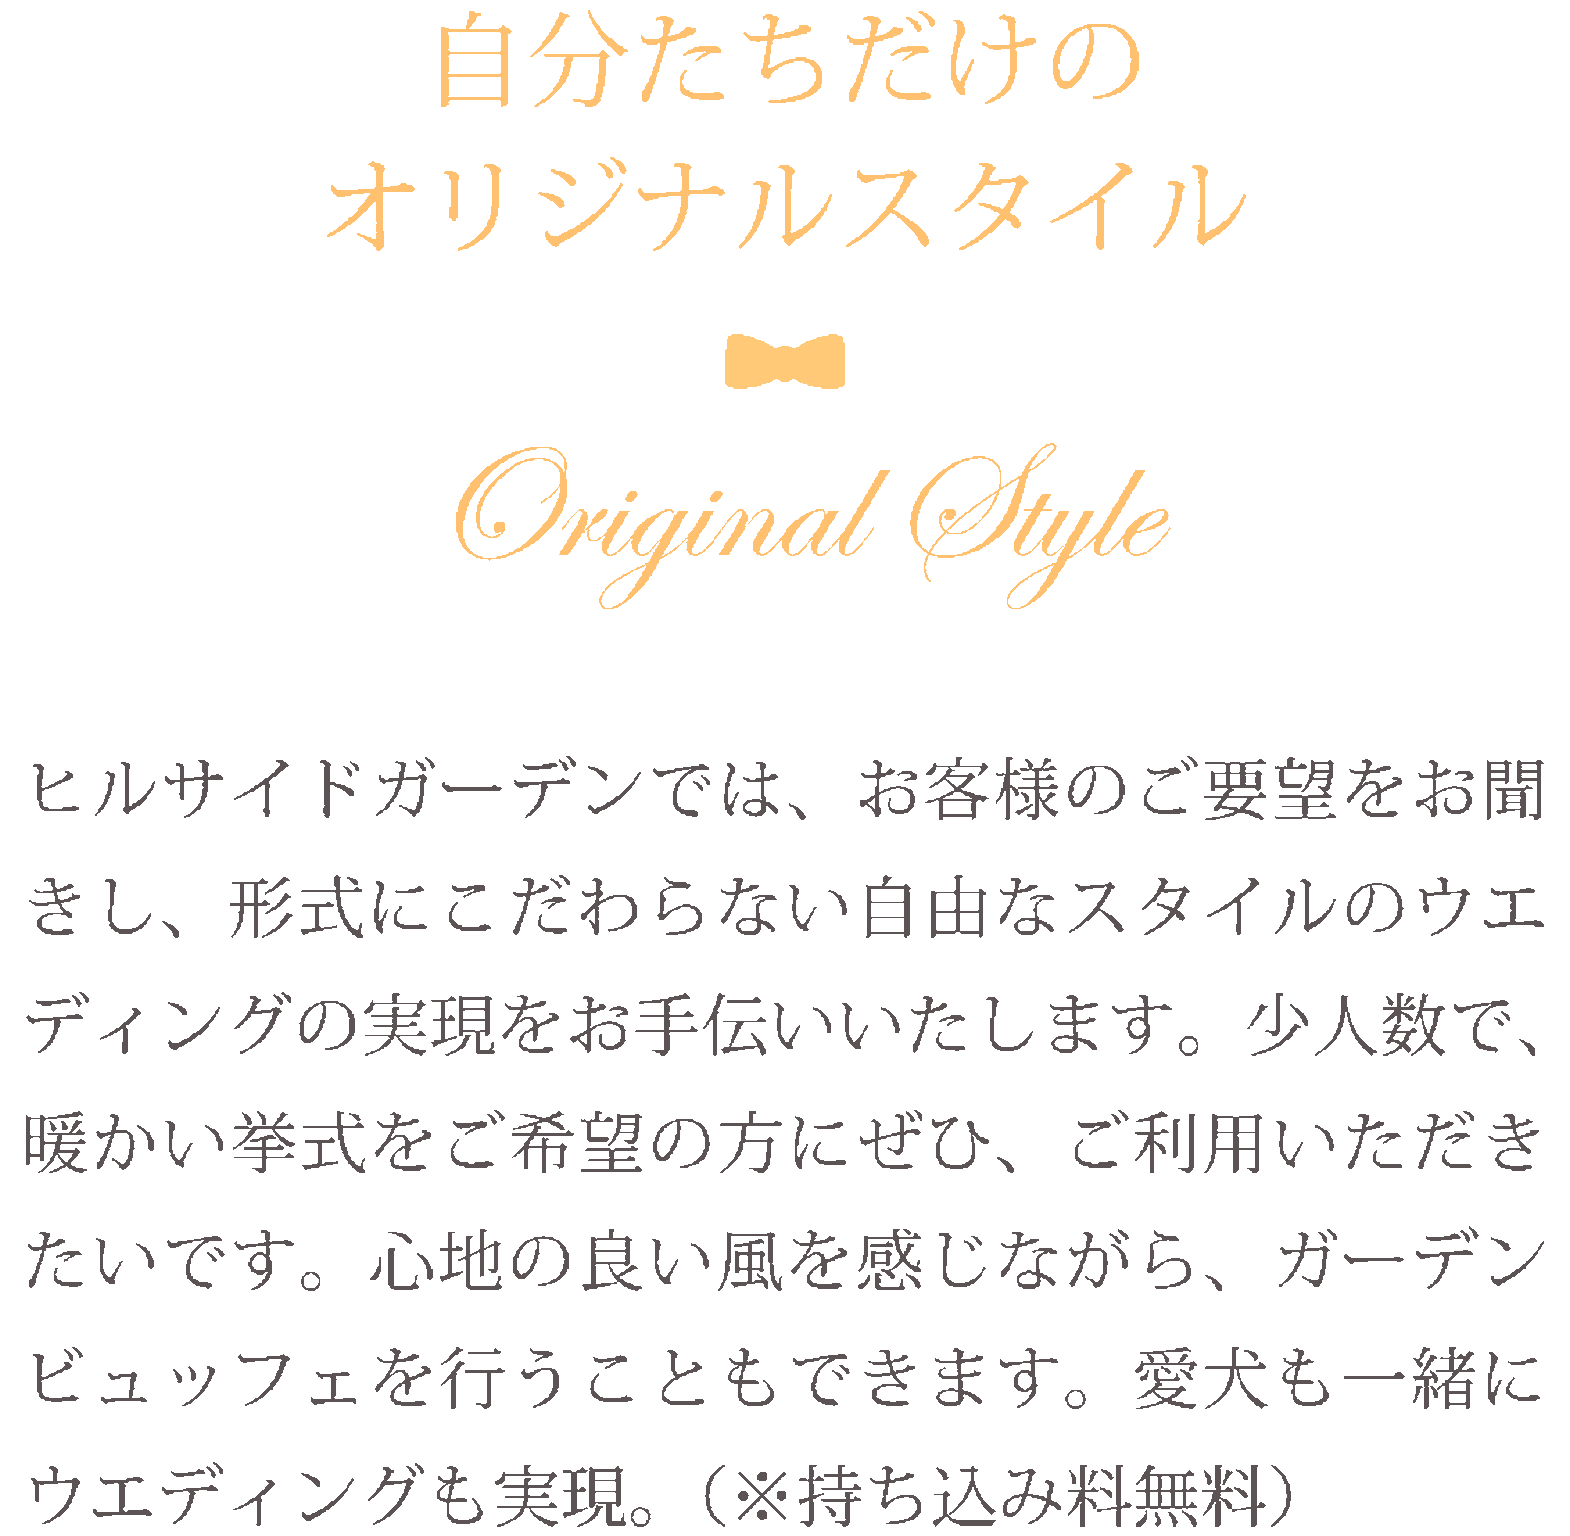 自分たちだけの
オリジナルスタイル
Original Style
ヒルサイドガーデンでは、お客様のご要望をお聞
きし、形式にこだわらない自由なスタイルのウエ
ディングの実現をお手伝いいたします。少人数で、
暖かい挙式をご希望の方にぜひ、ご利用いただき
たいです。心地の良い風を感じながら、ガーデン
ビュッフェを行うこともできます。愛犬も一緒に
ウエディングも実現。（※持ち込み料無料）